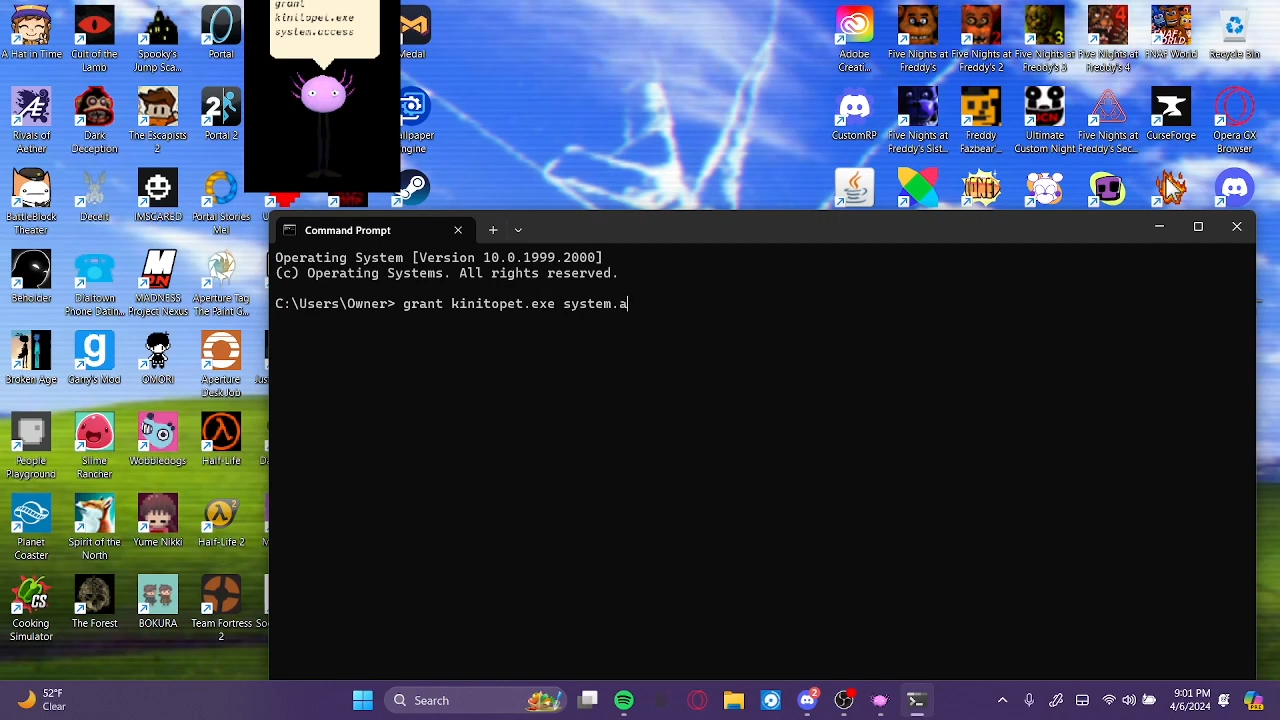 grant
kinitopet.exe
system.access
A Hat in Time
Cult of the Lamb
Spooky's Jump Sca...
Portal
Medal
Adobe Creati...
Five Nights at Freddy's
Five Nights at Freddy's 2
Five Nights at Freddy's 3
Five Nights at Freddy's 4
FNAF World
Recycle Bin
Rivals of Aether
Dark Deception
The Escapists 2
Portal 2
CustomRP
Five Nights at Freddy's Sist...
Freddy Fazbear'...
Ultimate Custom Night
Five Nights at Freddy's Sec...
CurseForge
Opera GX Browser
BattleBlock
Deceit
IMSCARED
Portal Stories Mel
Command Prompt
Operating System [Version 10.0.1999.2000]
(c) Operating Systems. All rights reserved.
C:\Users\Owner> grant kinitopet.exe system.a
Beholder
Dialtown Phone Datin...
MADNESS Project Nexus
Aperture Tag The Paint G...
Broken Age
Garry's Mod
OMORI
Aperture Desk Job
People Playground
Slime Rancher
Wobbledogs
Half-Life
Planet Coaster
Spirit of the North
Yume Nikki
Half-Life 2
Cooking Simulator
The Forest
BOKURA
Team Fortress 2
52°F
Clear
Search
2
9:01 PM
4/6/2024